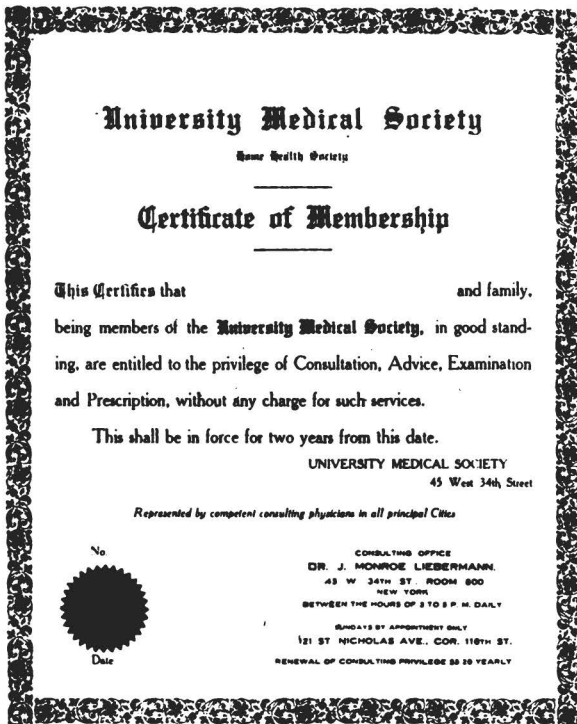 University Medical Society
Home Health Society
Certificate of Membership
This Certifies that and family,
being members of the University Medical Society, in good stand-
ing, are entitled to the privilege of Consultation, Advice, Examination
and Prescription, without any charge for such services.
This shall be in force for two years from this date.
UNIVERSITY MEDICAL SOCIETY
45 West 34th Street
Represented by competent consulting physicians in all principal Cities
No.
Date
CONSULTING OFFICE
DR. J. MONROE LIEBERMANN.
45 W 34TH ST. ROOM 800
NEW YORK
BETWEEN THE HOURS OF 2 TO 5 P. M. DAILY
SUNDAYS BY APPOINTMENT ONLY
121 ST NICHOLAS AVE., COR. 116TH ST.
RENEWAL OF CONSULTING PRIVILEGE YEARLY